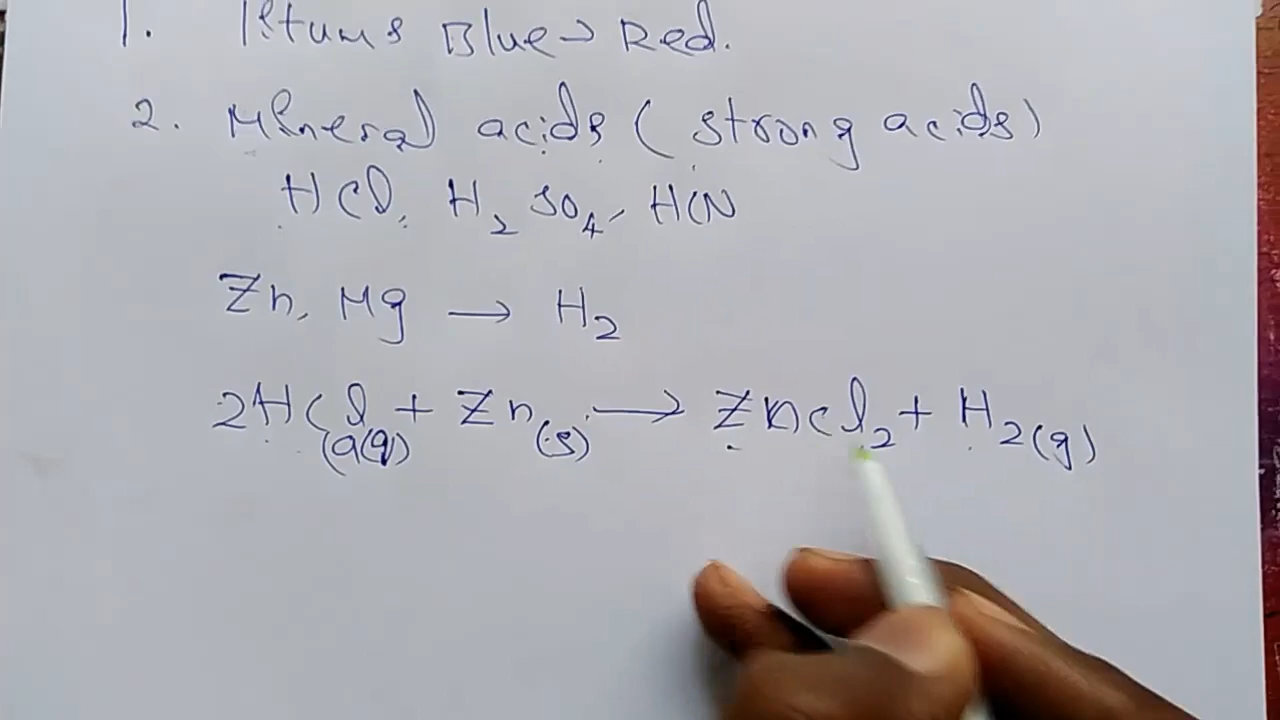 1. litums Blue → Red.
2. Mineral acids (strong acids)
HCl, H₂SO₄, HCN
Zn, Mg → H₂
2HCl(aq) + Zn(s) → ZnCl₂ + H₂(g)